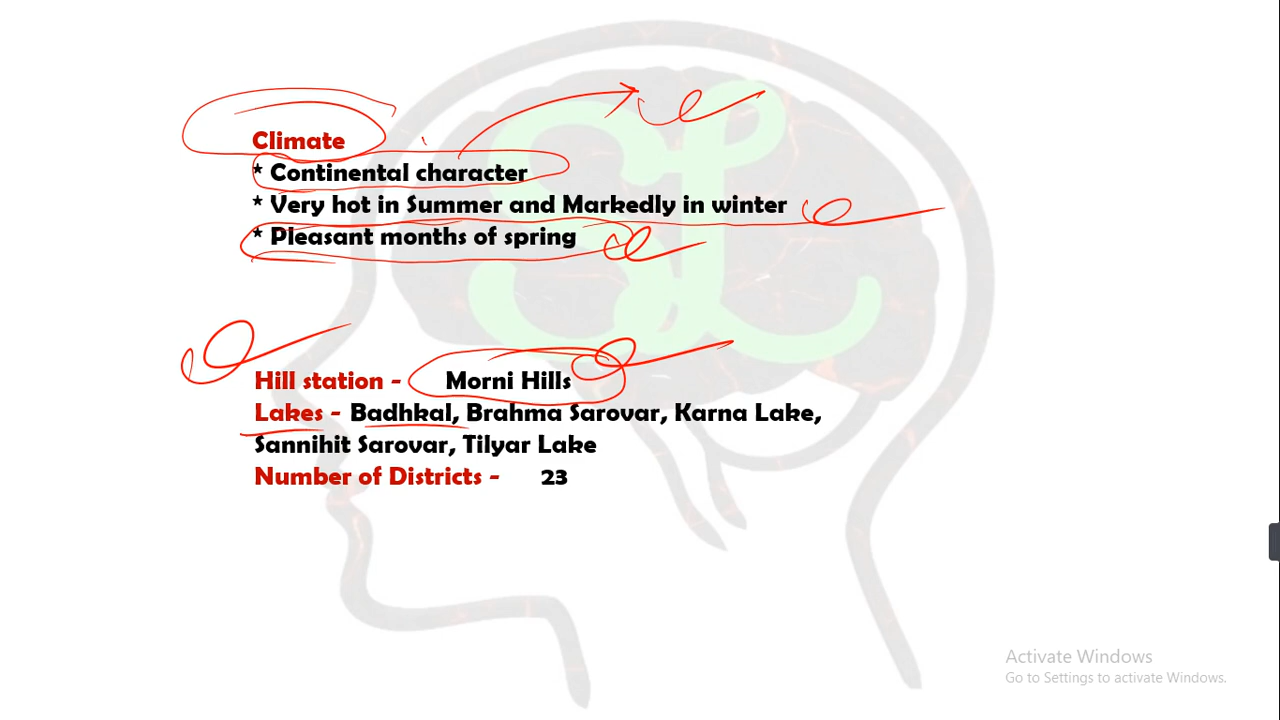 Climate
* Continental character
* Very hot in Summer and Markedly in winter
* Pleasant months of spring
Hill station - Morni Hills
Lakes - Badhkal, Brahma Sarovar, Karna Lake,
Sannihit Sarovar, Tilyar Lake
Number of Districts - 23
SL
Activate Windows
Go to Settings to activate Windows.